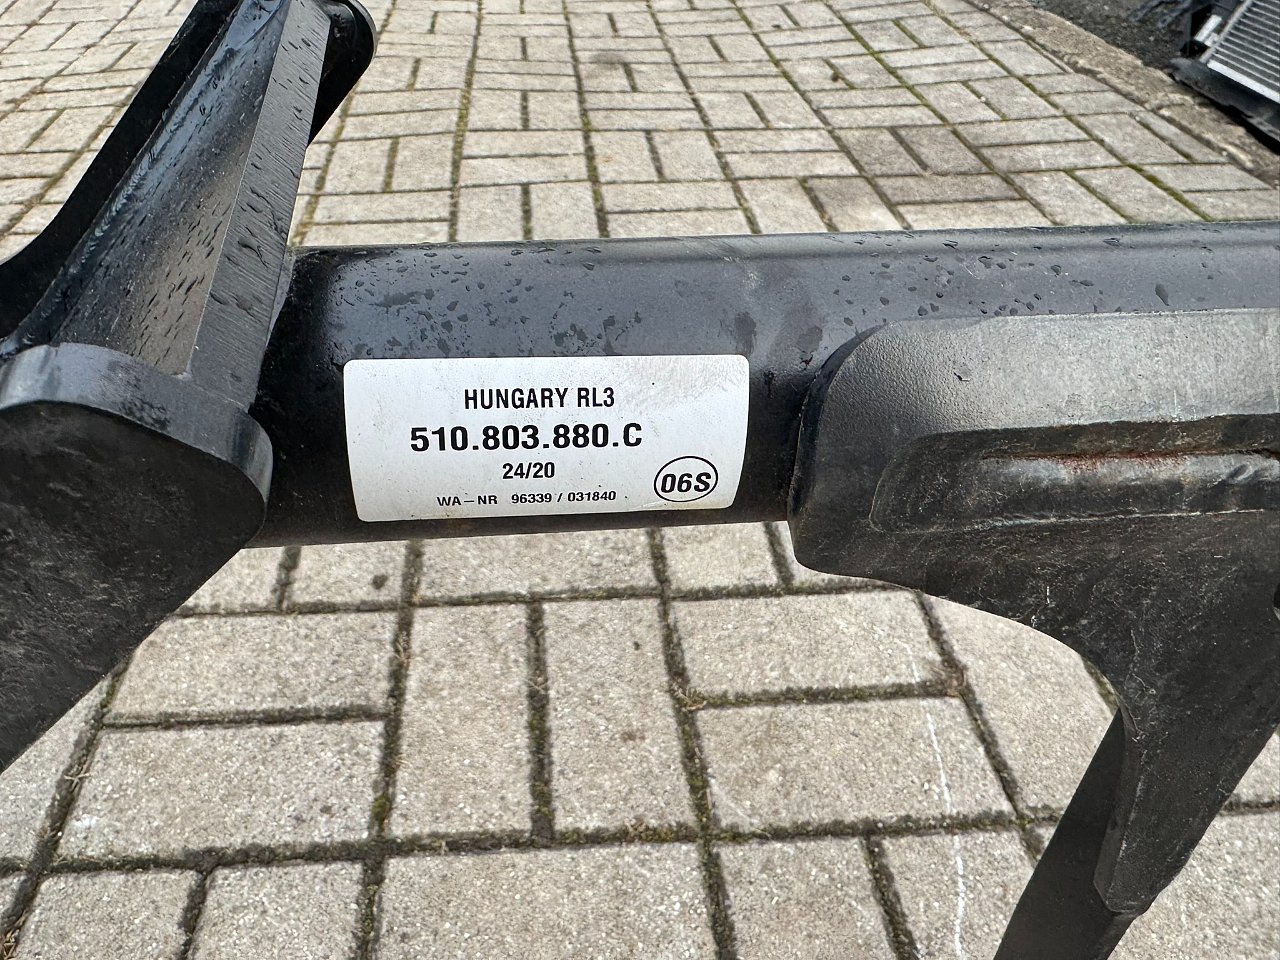 HUNGARY RL3
510.803.880.C
24/20
06S
WA-NR 96339 / 031840